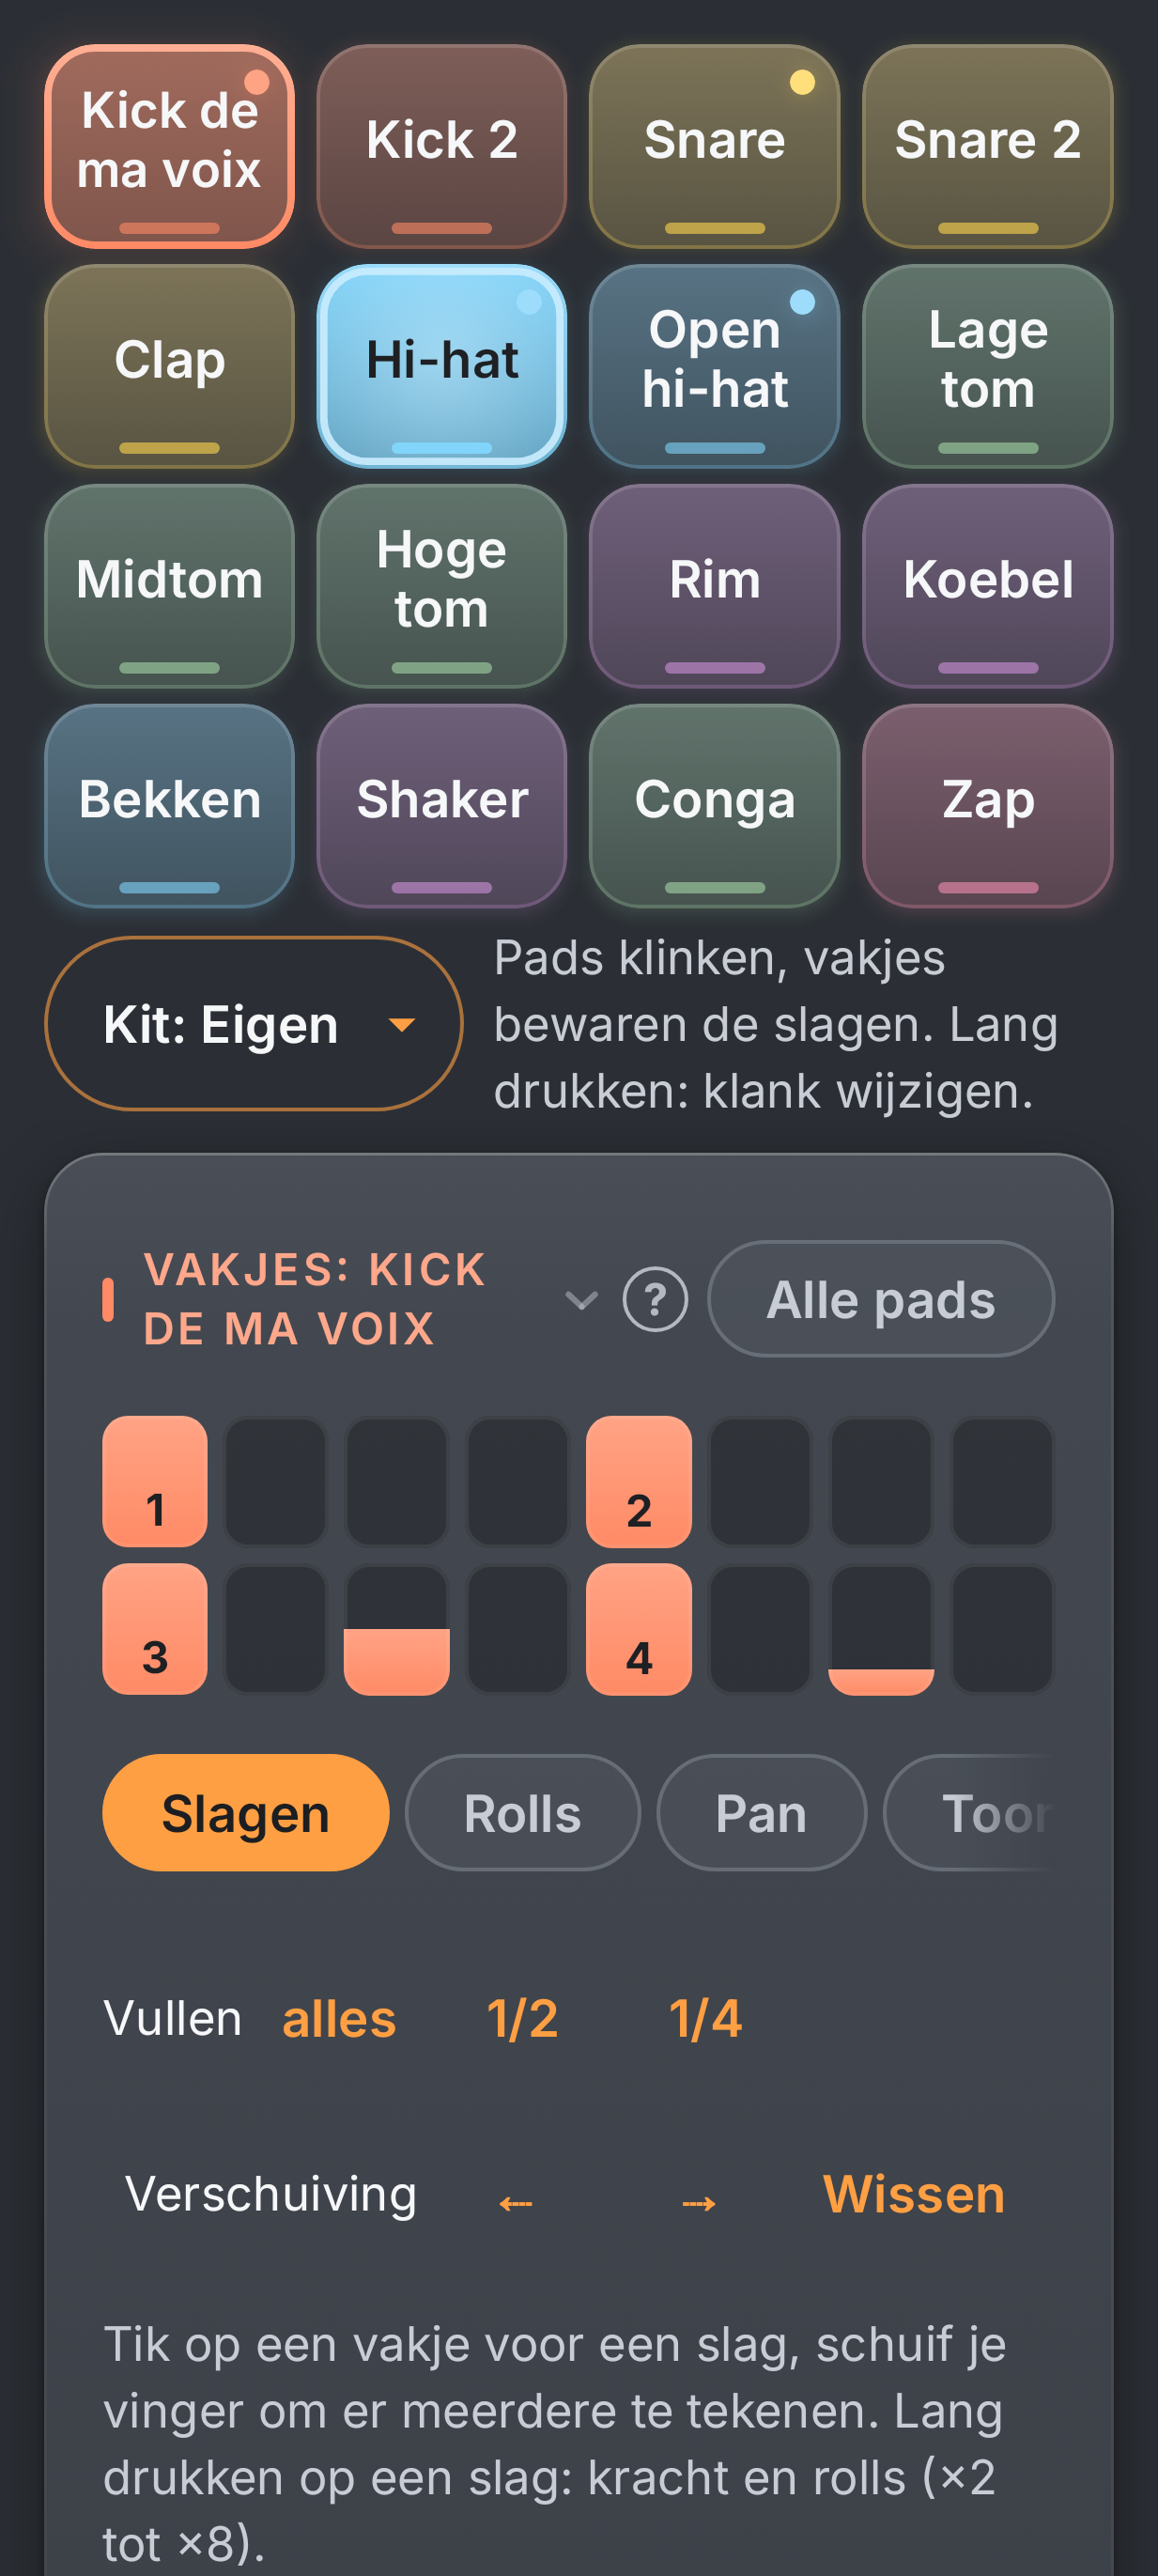 Kick de
ma voix
Kick 2
Snare
Snare 2
Clap
Hi-hat
Open
hi-hat
Lage
tom
Midtom
Hoge
tom
Rim
Koebel
Bekken
Shaker
Conga
Zap
Kit: Eigen
Pads klinken, vakjes
bewaren de slagen. Lang
drukken: klank wijzigen.
VAKJES: KICK
DE MA VOIX
?
Alle pads
1
2
3
4
Slagen
Rolls
Pan
Vullen
alles
1/2
1/4
Verschuiving
←
→
Wissen
Tik op een vakje voor een slag, schuif je
vinger om er meerdere te tekenen. Lang
drukken op een slag: kracht en rolls (×2
tot ×8).